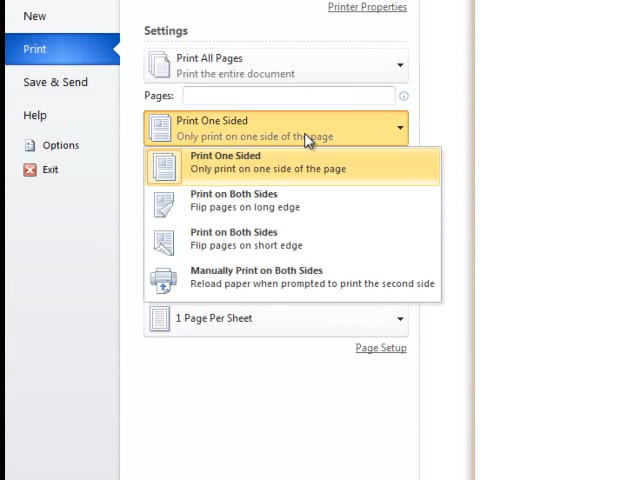 New
Print
Save & Send
Help
Options
Exit
Printer Properties
Settings
Print All Pages
Print the entire document
Pages:
Print One Sided
Only print on one side of the page
Print One Sided
Only print on one side of the page
Print on Both Sides
Flip pages on long edge
Print on Both Sides
Flip pages on short edge
Manually Print on Both Sides
Reload paper when prompted to print the second side
1 Page Per Sheet
Page Setup